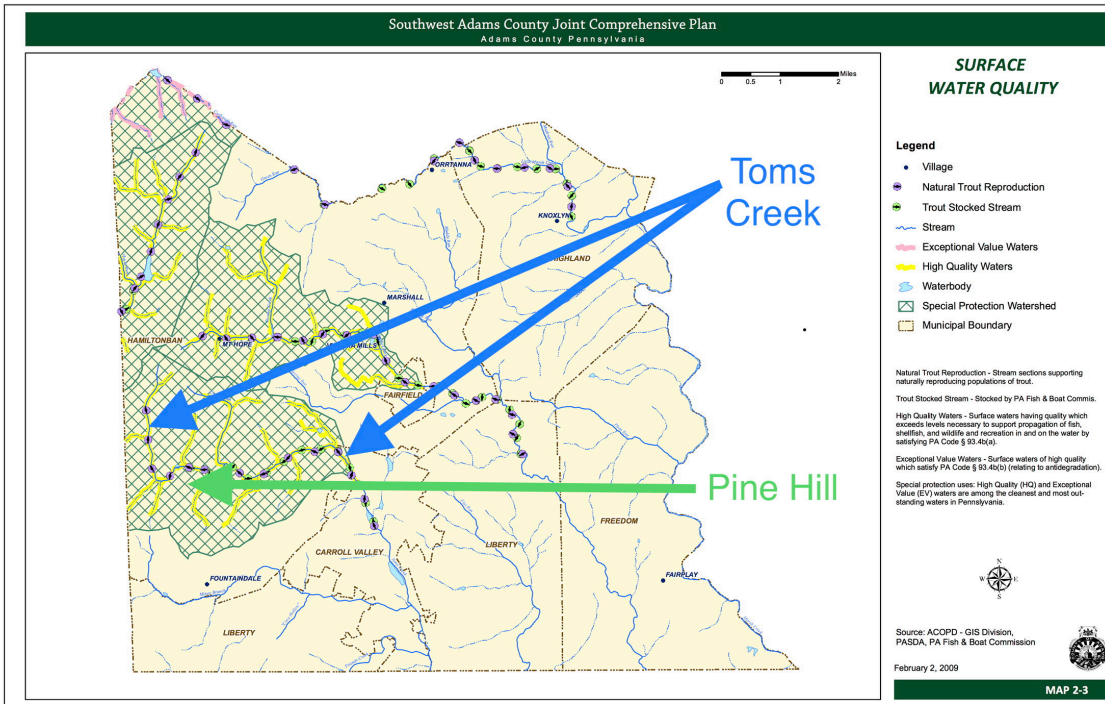 Southwest Adams County Joint Comprehensive Plan
Adams County Pennsylvania
SURFACE
WATER QUALITY
Miles
0 0.5 1 2
Legend
Village
Natural Trout Reproduction
Trout Stocked Stream
Stream
Exceptional Value Waters
High Quality Waters
Waterbody
Special Protection Watershed
Municipal Boundary
Toms
Creek
Pine Hill
ORRTANNA
KNOXLYN
MARSHALL
HAMILTONBAN
MT HOPE
MILLS
FAIRFIELD
CARROLL VALLEY
LIBERTY
FREEDOM
FOUNTAINDALE
FAIRPLAY
LIBERTY
Natural Trout Reproduction - Stream sections supporting
naturally reproducing populations of trout.
Trout Stocked Stream - Stocked by PA Fish & Boat Commis.
High Quality Waters - Surface waters having quality which
exceeds levels necessary to support propagation of fish,
shellfish, and wildlife and recreation in and on the water by
satisfying PA Code § 93.4b(a).
Exceptional Value Waters - Surface waters of high quality
which satisfy PA Code § 93.4b(b) (relating to antidegradation).
Special protection uses: High Quality (HQ) and Exceptional
Value (EV) waters are among the cleanest and most out-
standing waters in Pennsylvania.
N
W E
S
Source: ACOPD - GIS Division,
PASDA, PA Fish & Boat Commission
February 2, 2009
MAP 2-3